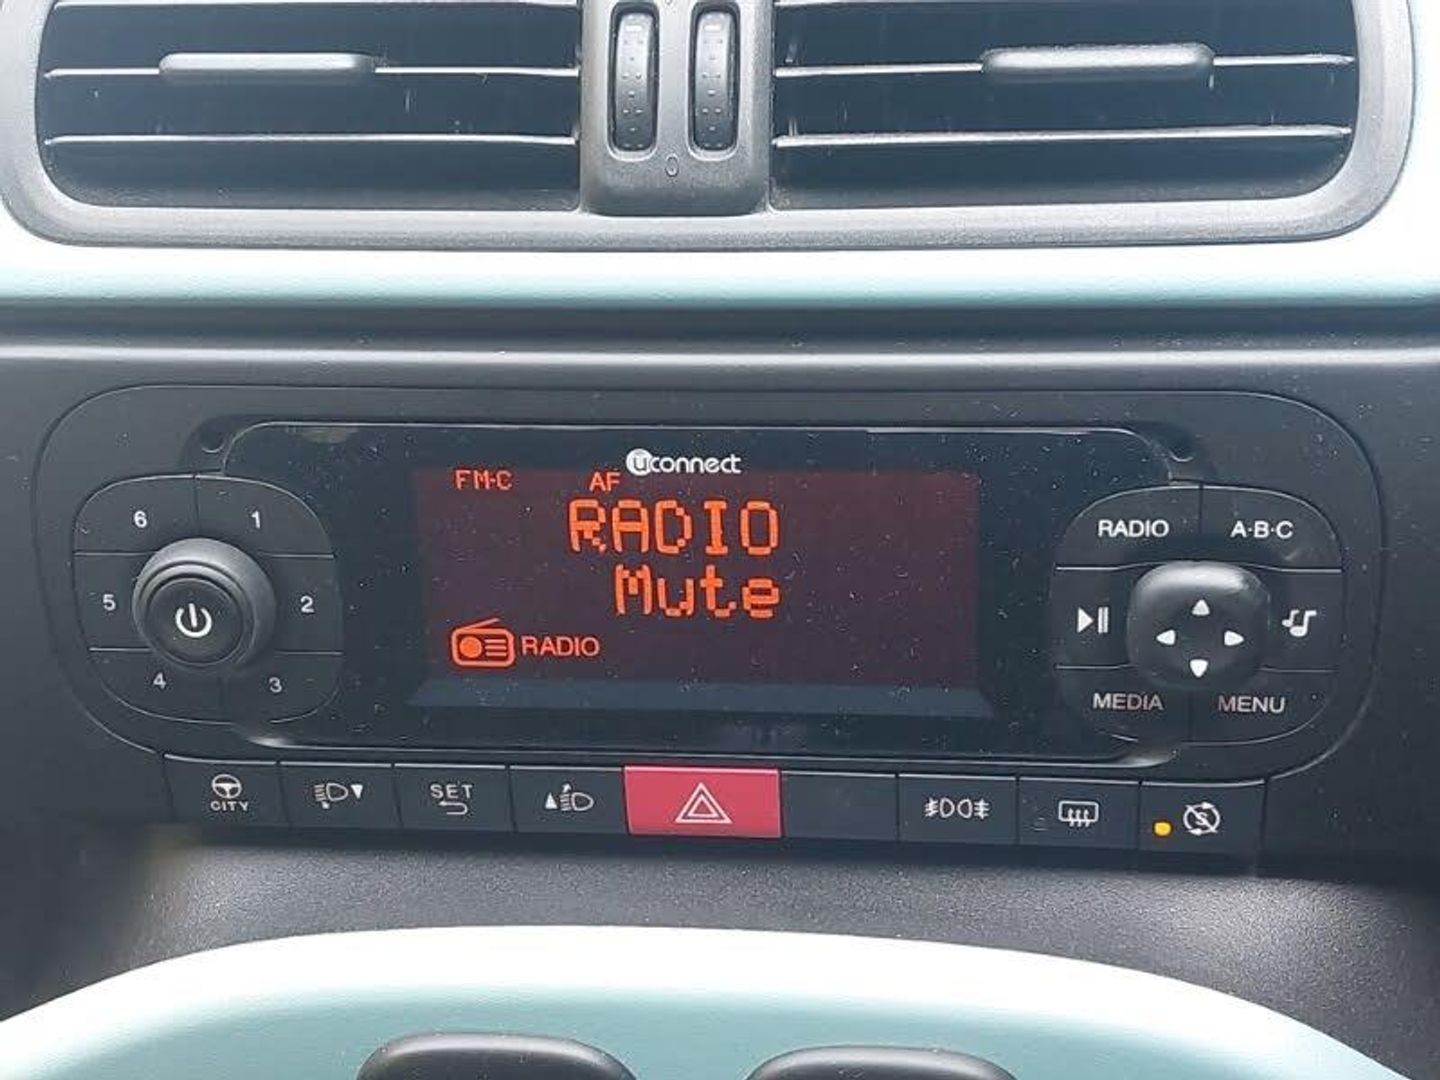 uconnect
FM-C AF
RADIO
Mute
RADIO
6 1
5 2
4 3
RADIO A·B·C
MEDIA MENU
CITY
SET
S